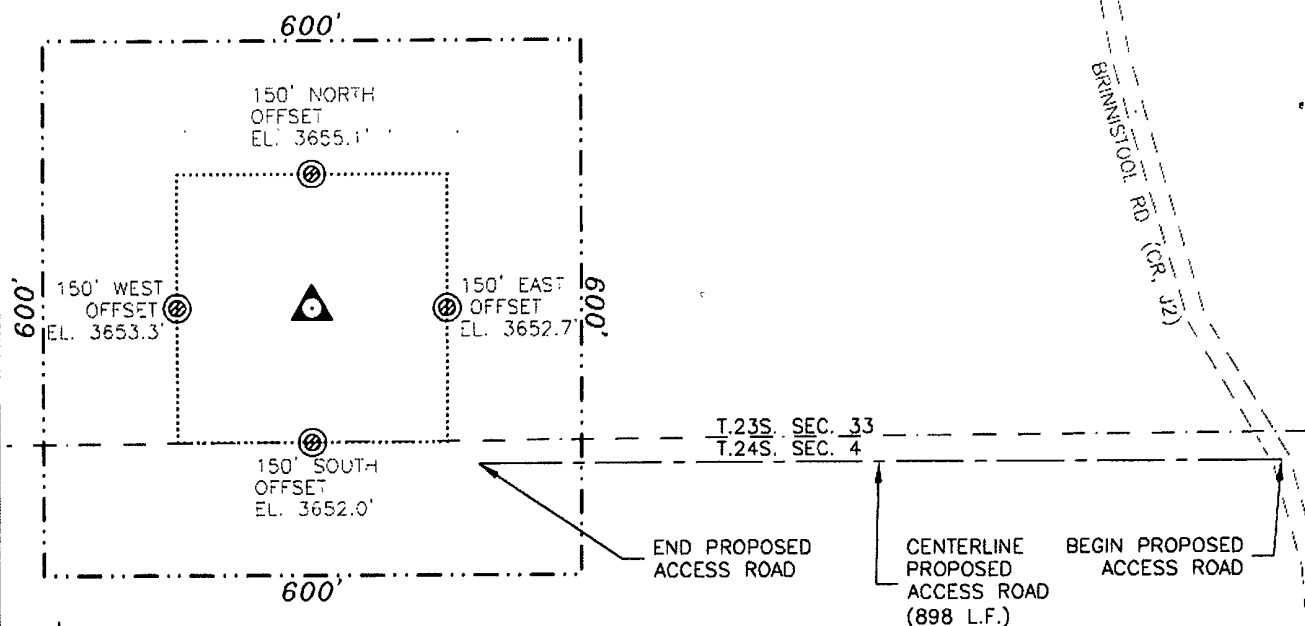 600'
150' NORTH
OFFSET
EL. 3655.1'
BRINNISTOOL RD (CR. J2)
600'
150' WEST
OFFSET
EL. 3653.3'
150' EAST
OFFSET
EL. 3652.7'
600'
T.23S. SEC. 33
T.24S. SEC. 4
150' SOUTH
OFFSET
EL. 3652.0'
600'
END PROPOSED
ACCESS ROAD
CENTERLINE
PROPOSED
ACCESS ROAD
(898 L.F.)
BEGIN PROPOSED
ACCESS ROAD